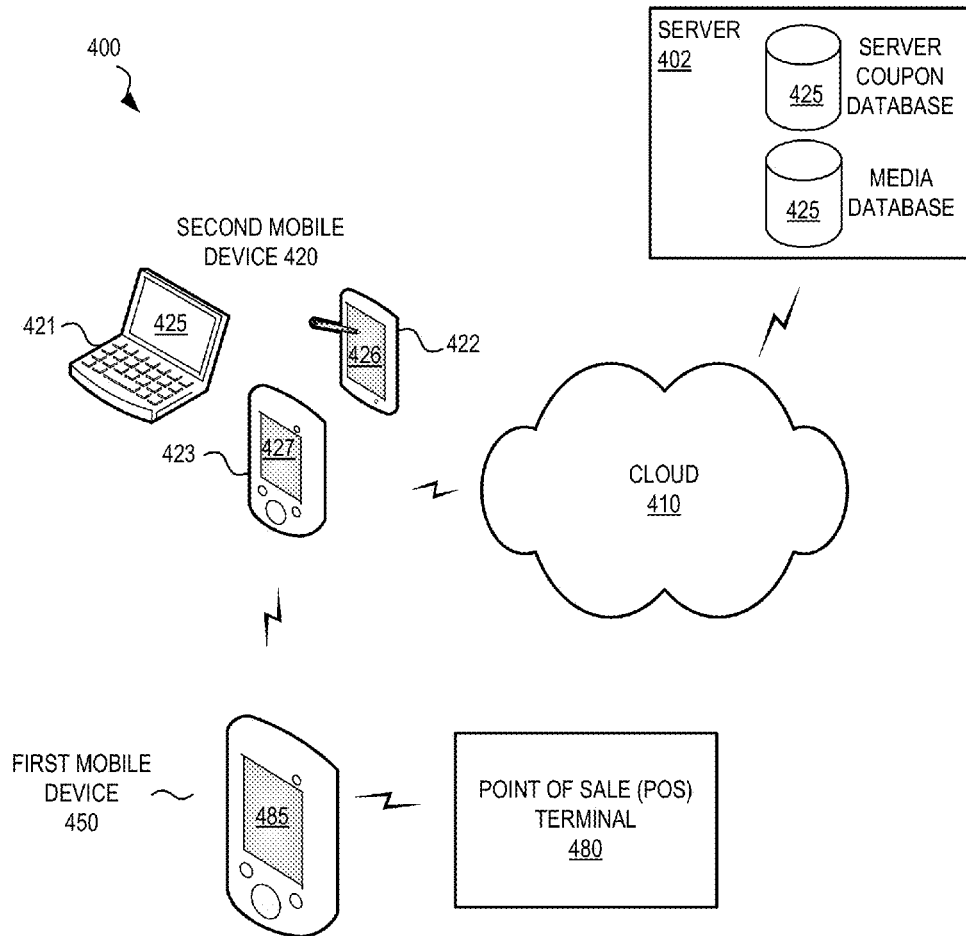 400
SERVER
402
425
SERVER
COUPON
DATABASE
425
MEDIA
DATABASE
SECOND MOBILE
DEVICE 420
421
425
426
422
423
427
CLOUD
410
FIRST MOBILE
DEVICE
450
485
POINT OF SALE (POS)
TERMINAL
480